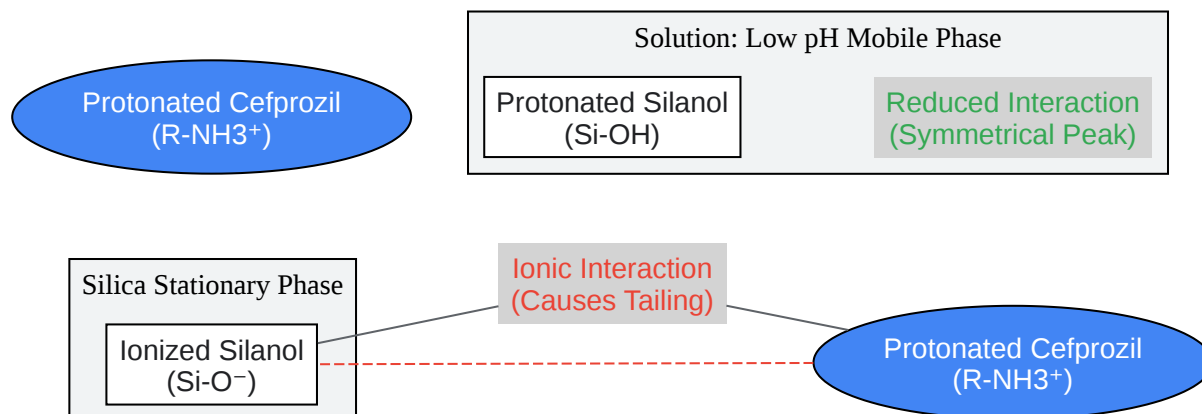 Solution: Low pH Mobile Phase
Protonated Cefprozil
(R-NH3⁺)
Protonated Silanol
(Si-OH)
Reduced Interaction
(Symmetrical Peak)
Silica Stationary Phase
Ionic Interaction
(Causes Tailing)
Ionized Silanol
(Si-O⁻)
Protonated Cefprozil
(R-NH3⁺)